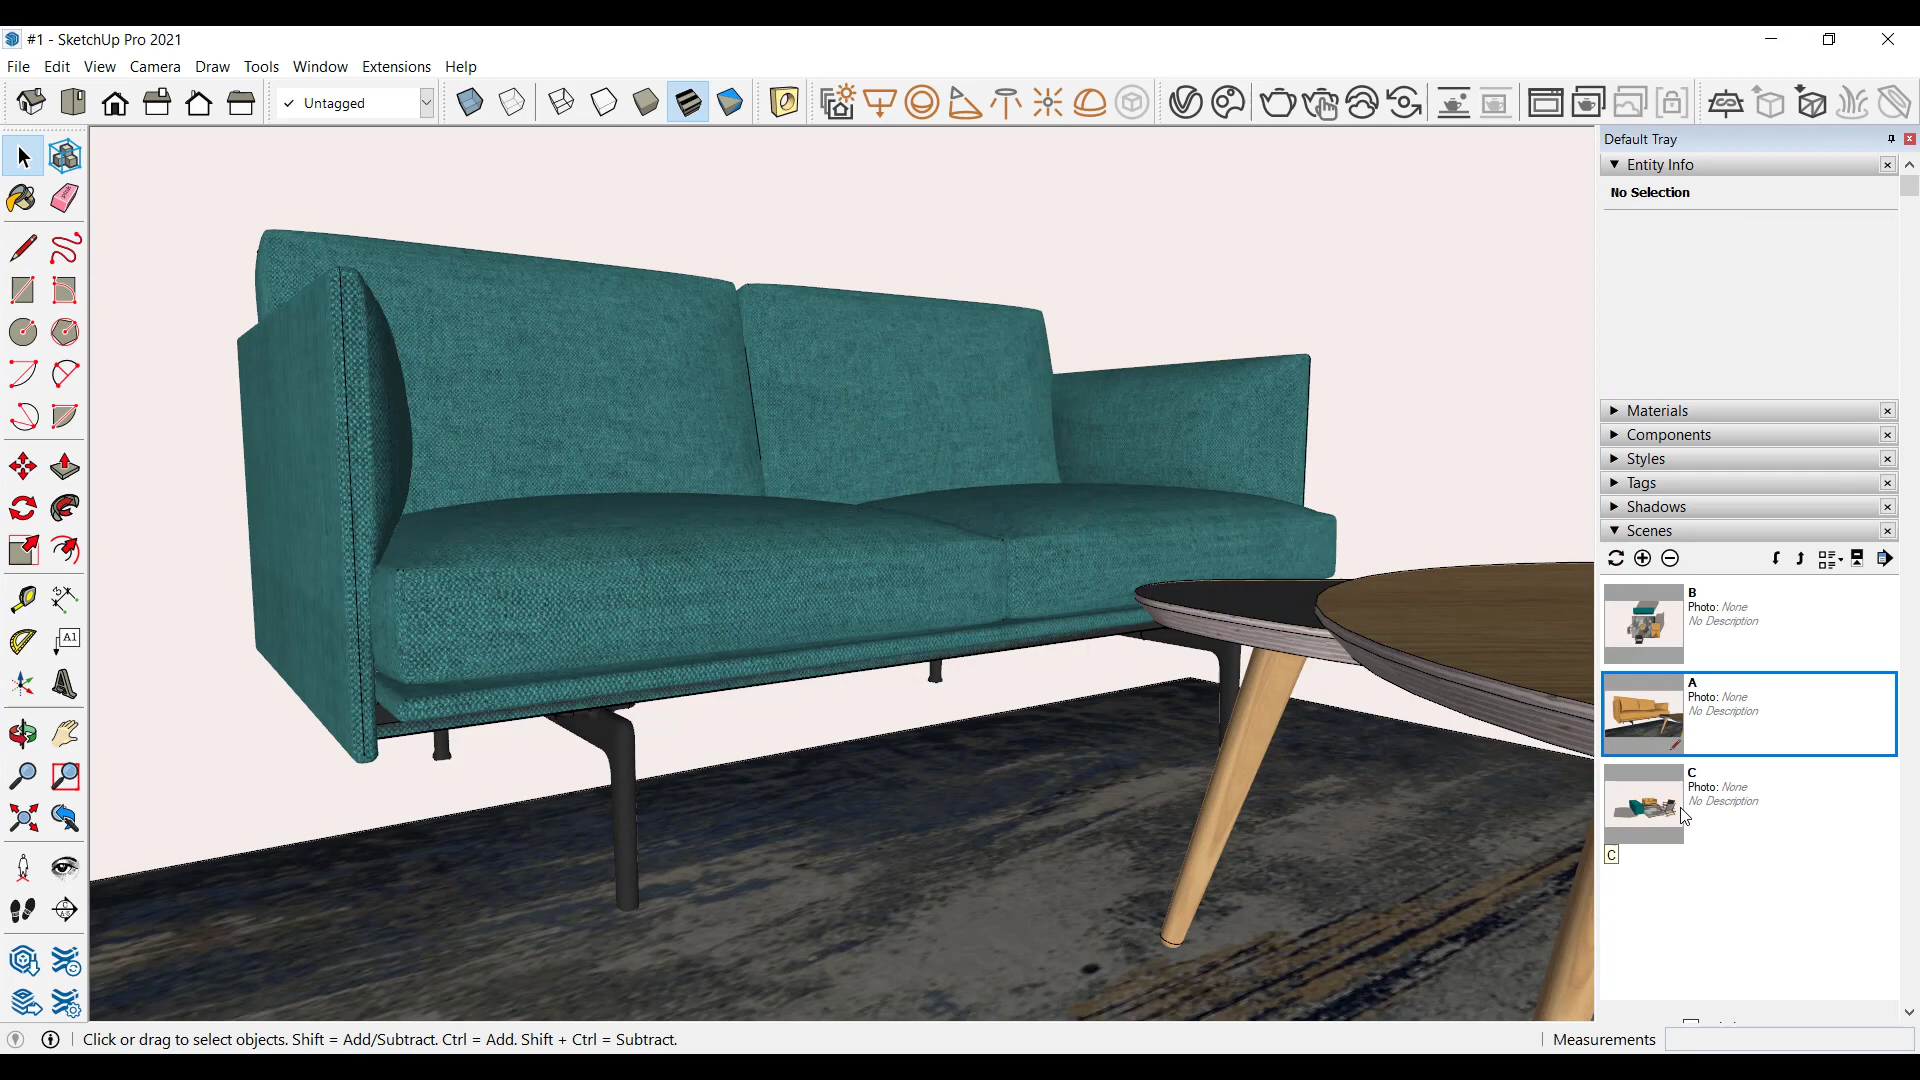 #1 - SketchUp Pro 2021
File Edit View Camera Draw Tools Window Extensions Help
Untagged
Default Tray
Entity Info
No Selection
Materials
Components
Styles
Tags
Shadows
Scenes
B
Photo: None
No Description
A
Photo: None
No Description
C
Photo: None
No Description
C
A1
Click or drag to select objects. Shift = Add/Subtract. Ctrl = Add. Shift + Ctrl = Subtract.
Measurements